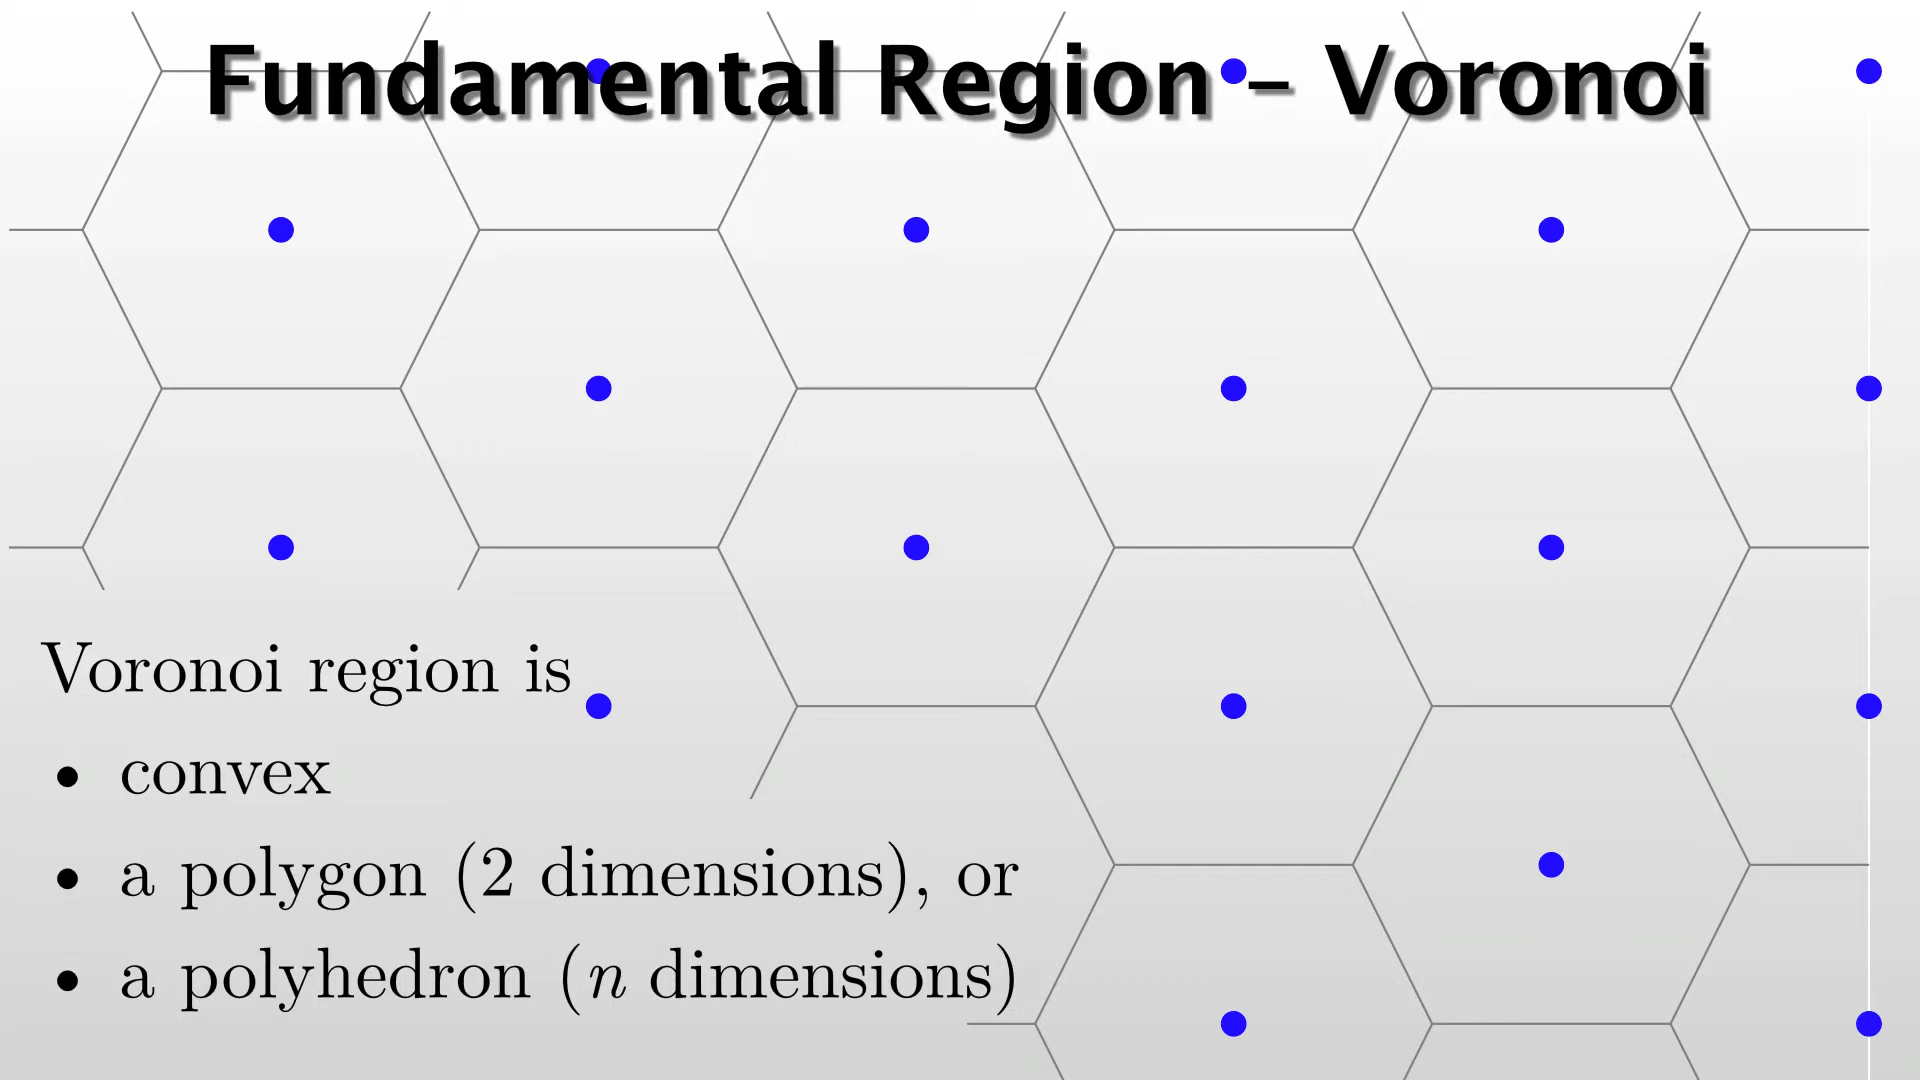 Fundamental Region – Voronoi
Voronoi region is
• convex
• a polygon (2 dimensions), or
• a polyhedron (n dimensions)